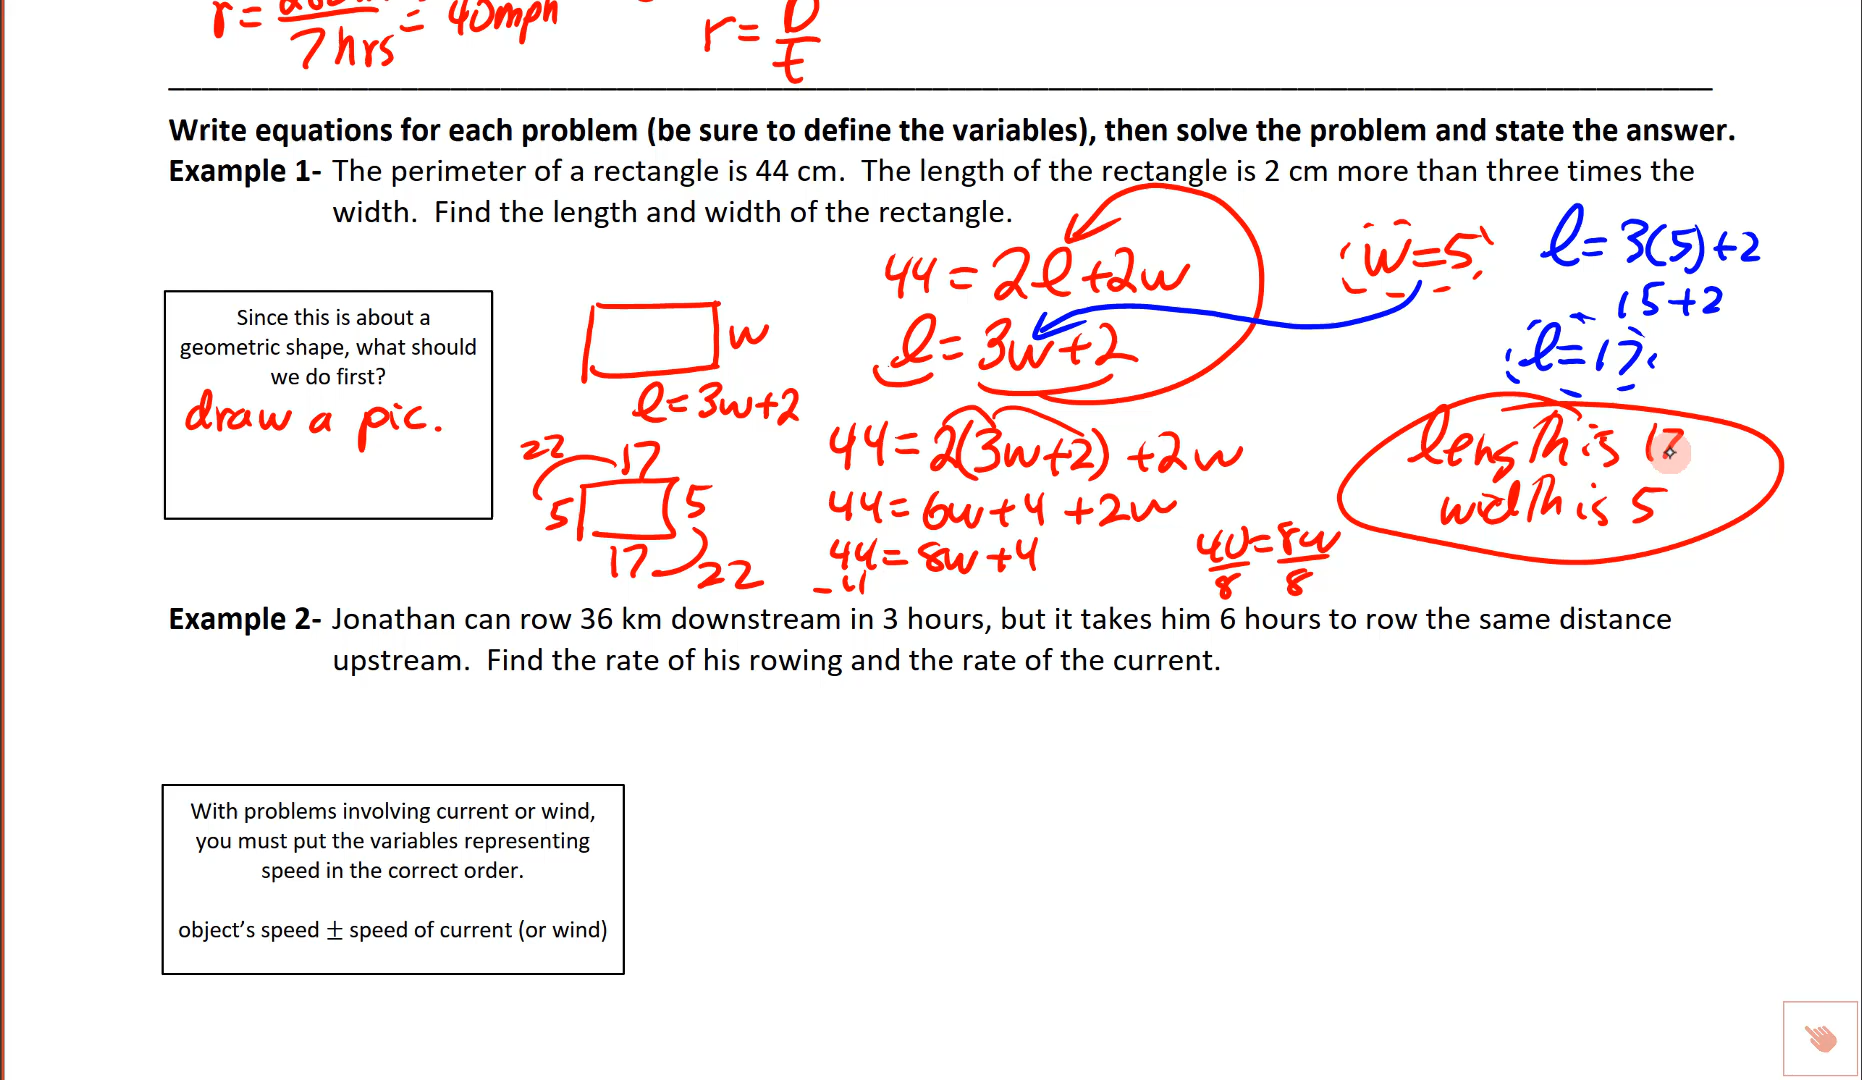 r = 7 hrs = 40mph r = D/t
Write equations for each problem (be sure to define the variables), then solve the problem and state the answer.
Example 1- The perimeter of a rectangle is 44 cm.  The length of the rectangle is 2 cm more than three times the
width.  Find the length and width of the rectangle.
Since this is about a
geometric shape, what should
we do first?
draw a pic.
w
l = 3w+2
22 17
5 5
17 22
44 = 2l + 2w
l = 3w + 2
44 = 2(3w+2) + 2w
44 = 6w + 4 + 2w
44 = 8w + 4
40 = 8w
8 8
w = 5
l = 3(5) + 2
15 + 2
l = 17
length is 17
width is 5
Example 2- Jonathan can row 36 km downstream in 3 hours, but it takes him 6 hours to row the same distance
upstream.  Find the rate of his rowing and the rate of the current.
With problems involving current or wind,
you must put the variables representing
speed in the correct order.
object's speed ± speed of current (or wind)